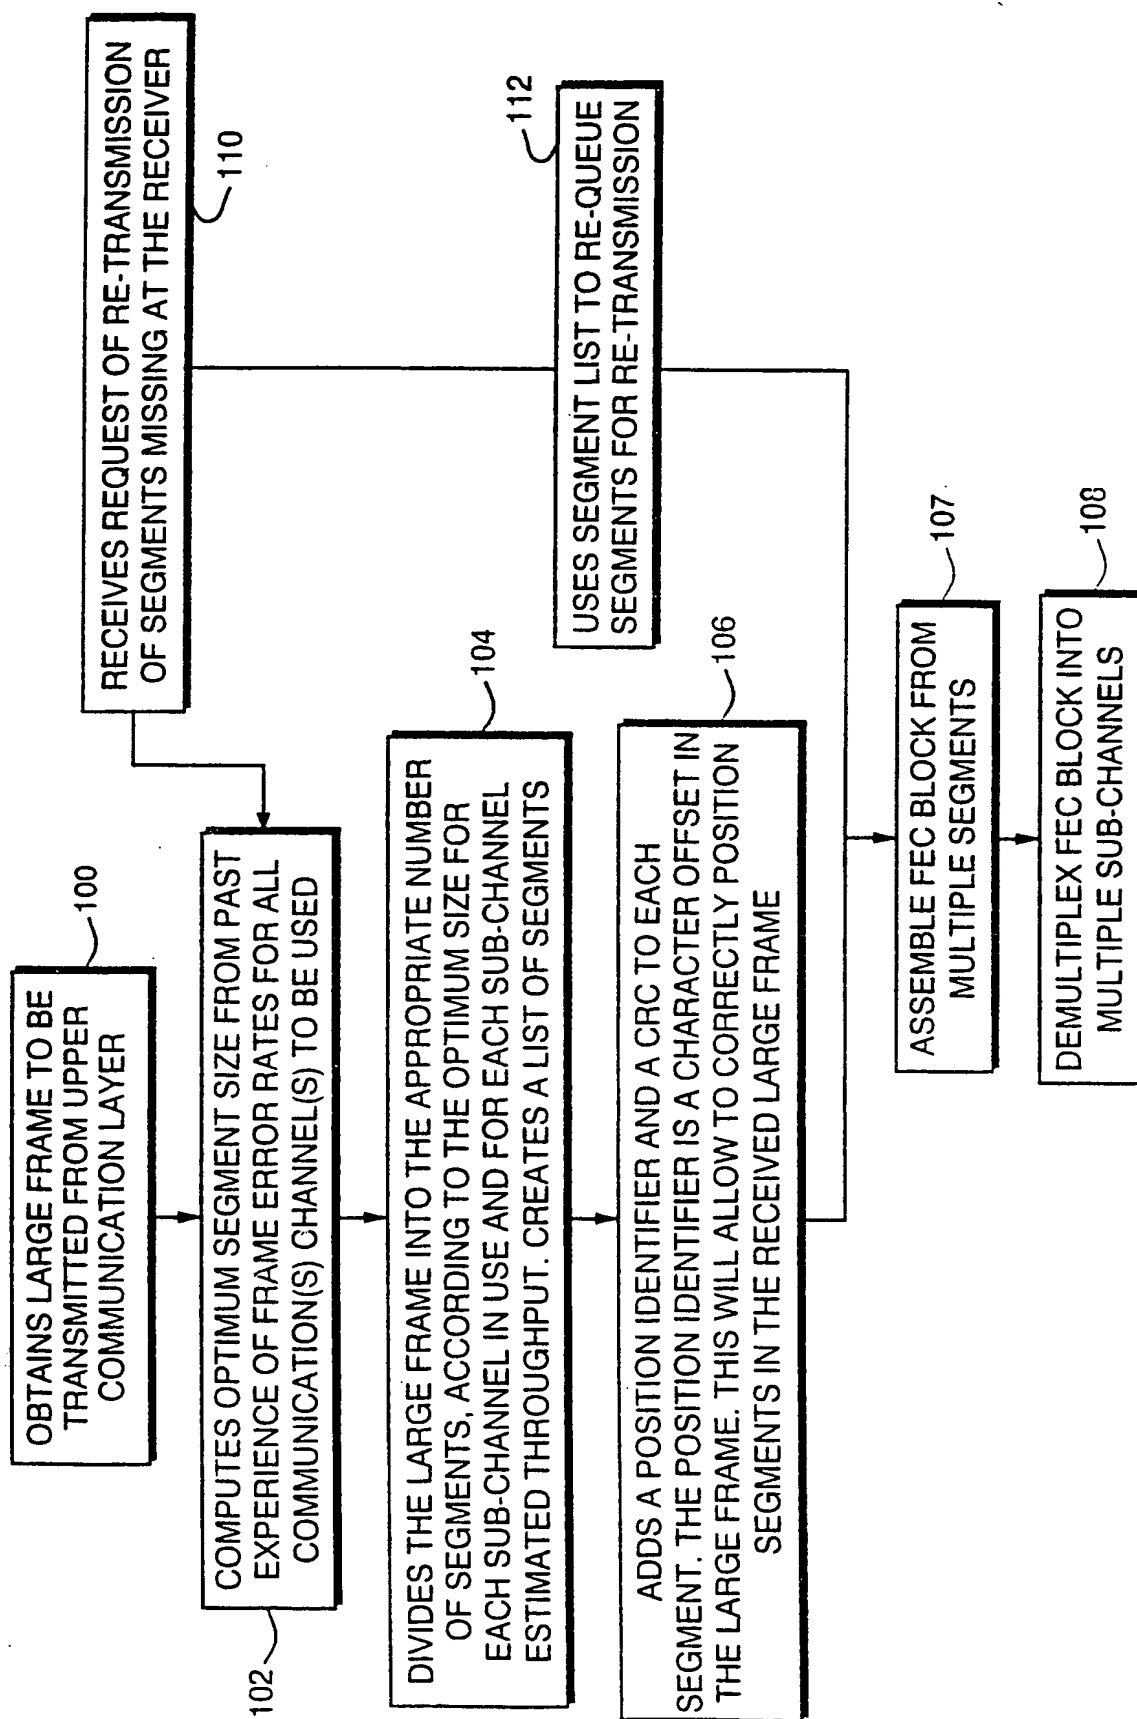 OBTAINS LARGE FRAME TO BE
TRANSMITTED FROM UPPER
COMMUNICATION LAYER
100
COMPUTES OPTIMUM SEGMENT SIZE FROM PAST
EXPERIENCE OF FRAME ERROR RATES FOR ALL
COMMUNICATION(S) CHANNEL(S) TO BE USED
102
DIVIDES THE LARGE FRAME INTO THE APPROPRIATE NUMBER
OF SEGMENTS, ACCORDING TO THE OPTIMUM SIZE FOR
EACH SUB-CHANNEL IN USE AND FOR EACH SUB-CHANNEL
ESTIMATED THROUGHPUT. CREATES A LIST OF SEGMENTS
104
ADDS A POSITION IDENTIFIER AND A CRC TO EACH
SEGMENT. THE POSITION IDENTIFIER IS A CHARACTER OFFSET IN
THE LARGE FRAME. THIS WILL ALLOW TO CORRECTLY POSITION
SEGMENTS IN THE RECEIVED LARGE FRAME
106
RECEIVES REQUEST OF RE-TRANSMISSION
OF SEGMENTS MISSING AT THE RECEIVER
110
USES SEGMENT LIST TO RE-QUEUE
SEGMENTS FOR RE-TRANSMISSION
112
ASSEMBLE FEC BLOCK FROM
MULTIPLE SEGMENTS
107
DEMULTIPLEX FEC BLOCK INTO
MULTIPLE SUB-CHANNELS
108